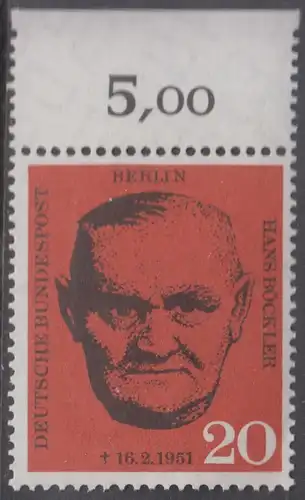 5,00
BERLIN
DEUTSCHE BUNDESPOST
HANS BÖCKLER
† 16.2.1951
20